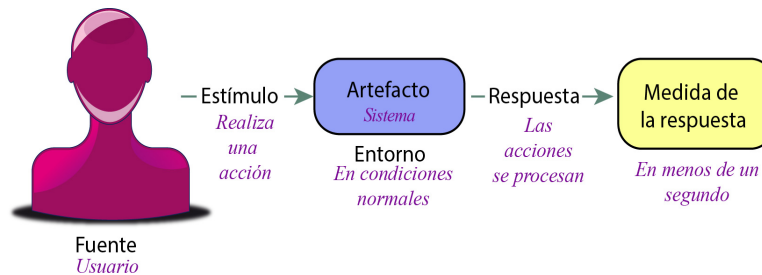 Fuente
Usuario
Estímulo
Realiza
una
acción
Artefacto
Sistema
Entorno
En condiciones
normales
Respuesta
Las
acciones
se procesan
Medida de
la respuesta
En menos de un
segundo